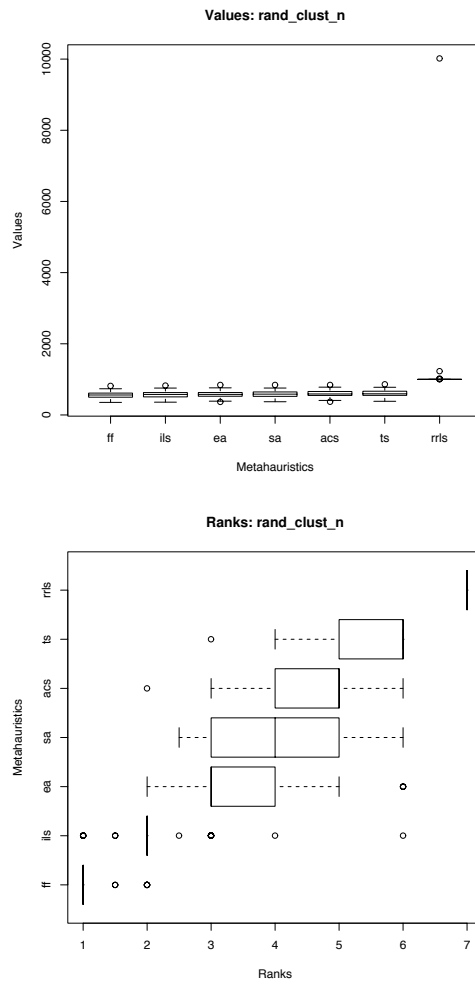 Values: rand_clust_n
10000
8000
6000
4000
2000
0
Values
ff ils ea sa acs ts rrls
Metahauristics
Ranks: rand_clust_n
rrls
ts
acs
sa
ea
ils
ff
Metahauristics
1 2 3 4 5 6 7
Ranks